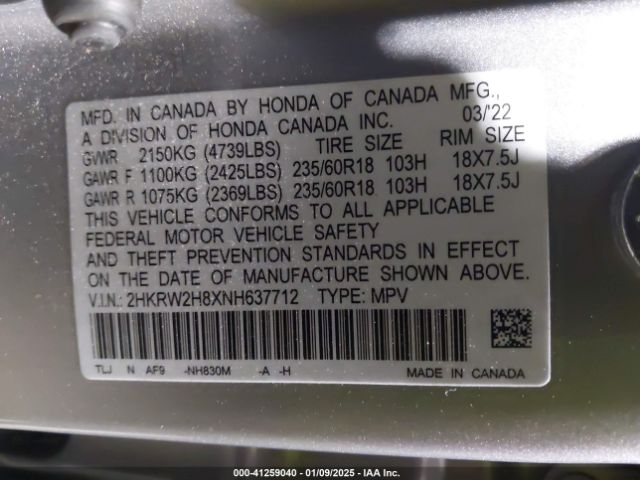 MFD. IN CANADA BY HONDA OF CANADA MFG.,
A DIVISION OF HONDA CANADA INC. 03/'22
GVWR 2150KG (4739LBS) TIRE SIZE RIM SIZE
GAWR F 1100KG (2425LBS) 235/60R18 103H 18X7.5J
GAWR R 1075KG (2369LBS) 235/60R18 103H 18X7.5J
THIS VEHICLE CONFORMS TO ALL APPLICABLE
FEDERAL MOTOR VEHICLE SAFETY
AND THEFT PREVENTION STANDARDS IN EFFECT
ON THE DATE OF MANUFACTURE SHOWN ABOVE.
V.I.N.: 2HKRW2H8XNH637712 TYPE: MPV
TLJ N AF9 -NH830M -A -H MADE IN CANADA
000-41259040 - 01/09/2025 - IAA Inc.